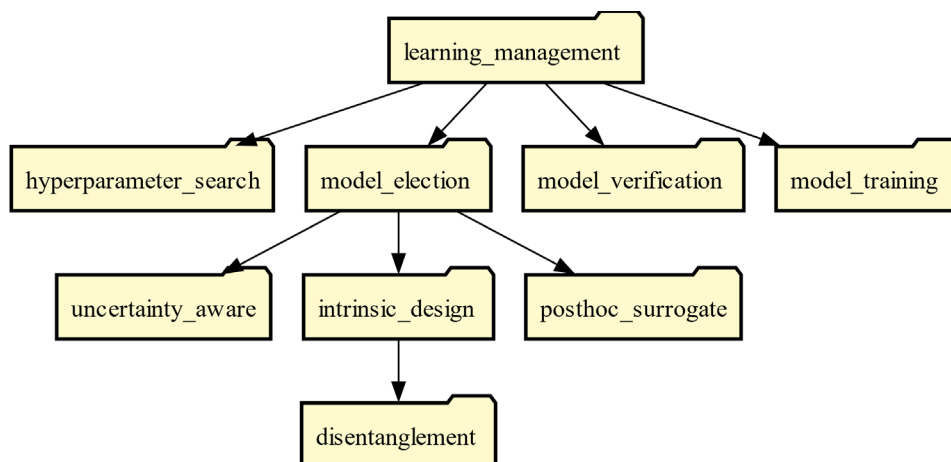 learning_management
hyperparameter_search
model_election
model_verification
model_training
uncertainty_aware
intrinsic_design
posthoc_surrogate
disentanglement